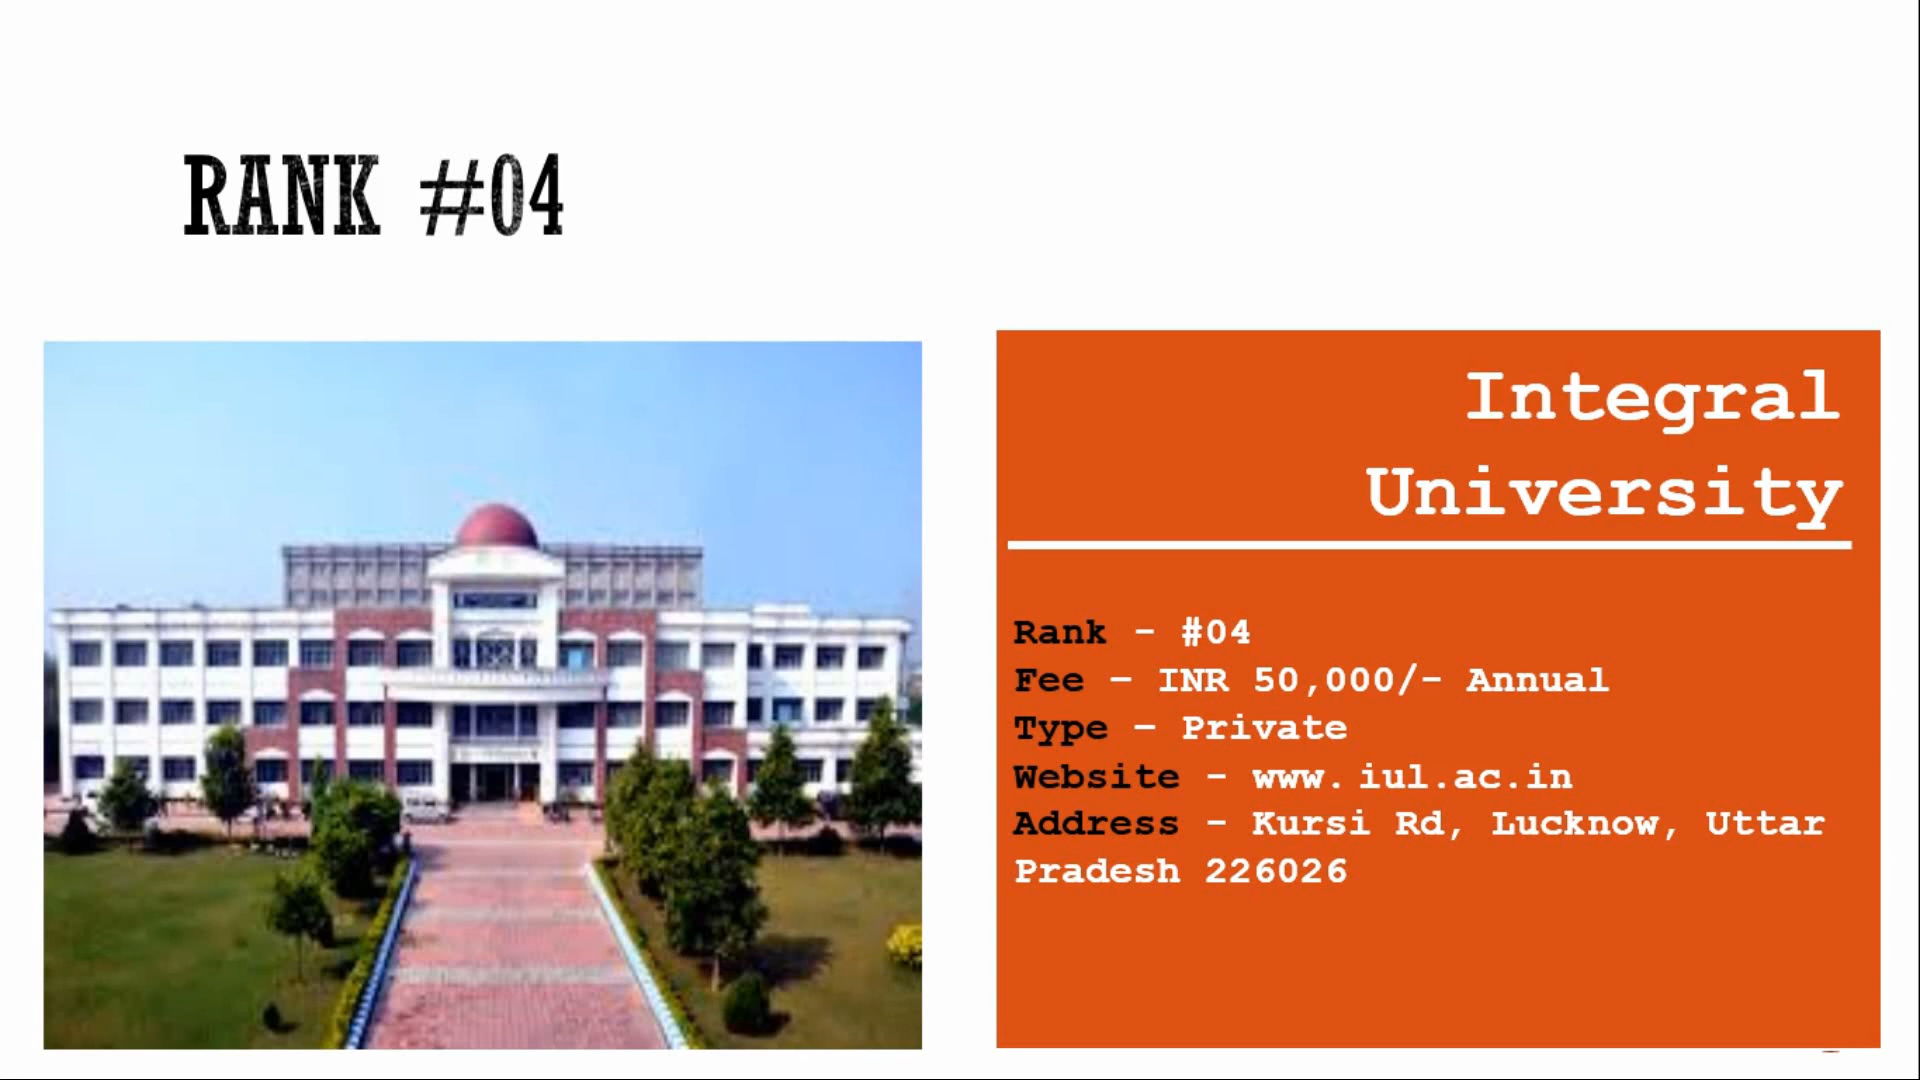 RANK #04
Integral
University
Rank - #04
Fee - INR 50,000/- Annual
Type - Private
Website - www.iul.ac.in
Address - Kursi Rd, Lucknow, Uttar
Pradesh 226026